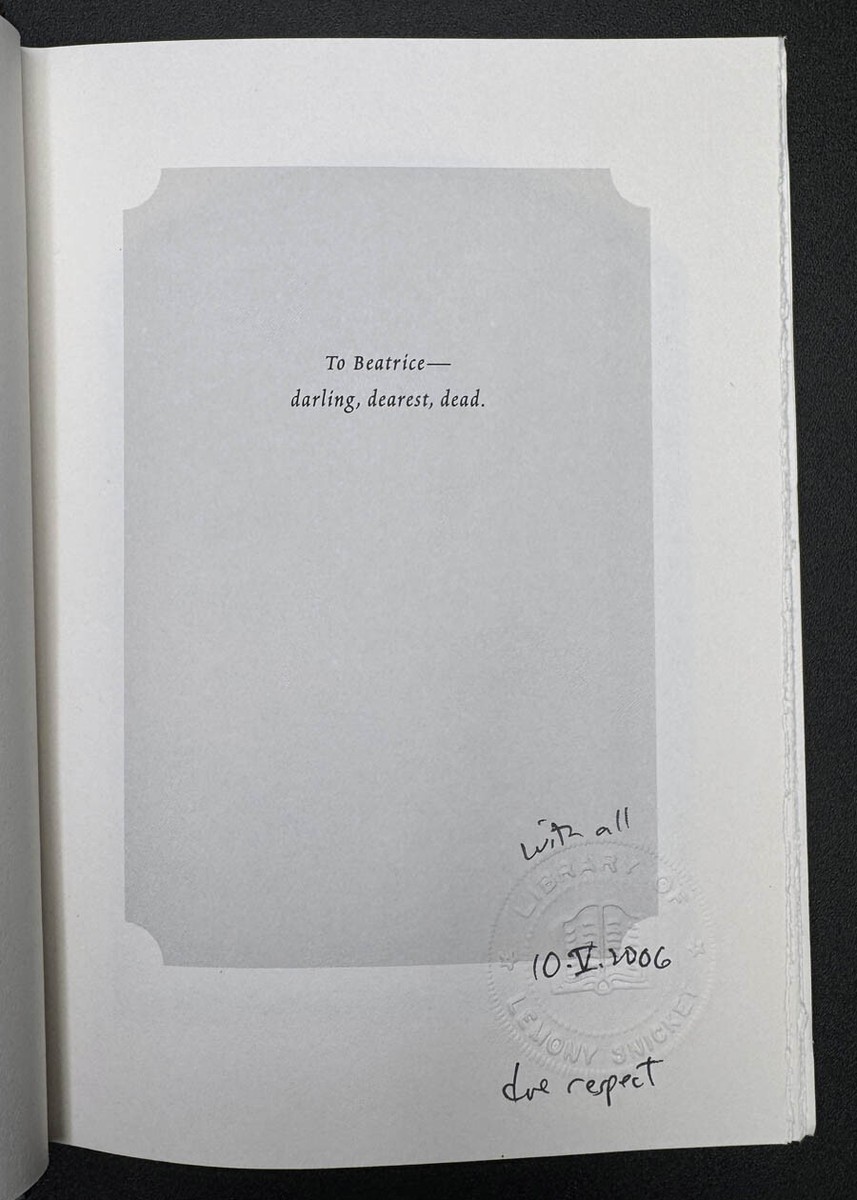 To Beatrice—
darling, dearest, dead.
with all
LIBRARY OF
10.V.2006
LEMONY SNICKET
due respect